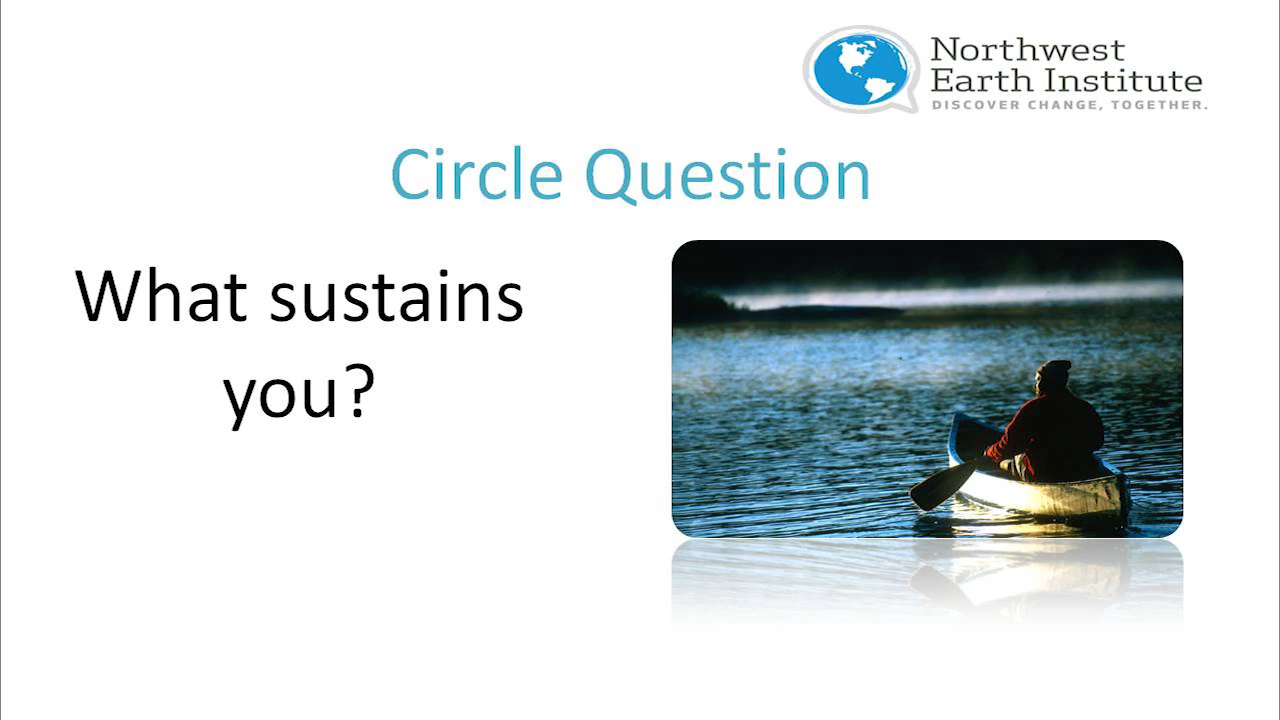 Northwest
Earth Institute
DISCOVER CHANGE, TOGETHER.
Circle Question
What sustains
you?